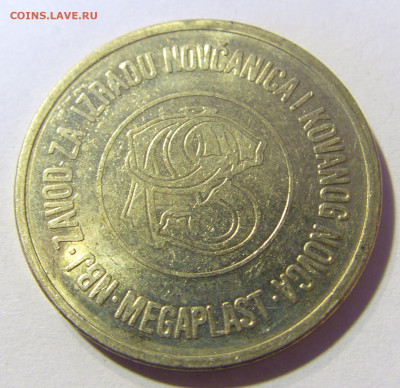 COINS.LAVE.RU
NBJ · ZAVOD ZA IZRADU NOVČANICA I KOVANOG NOVCA · MEGAPLAST ·